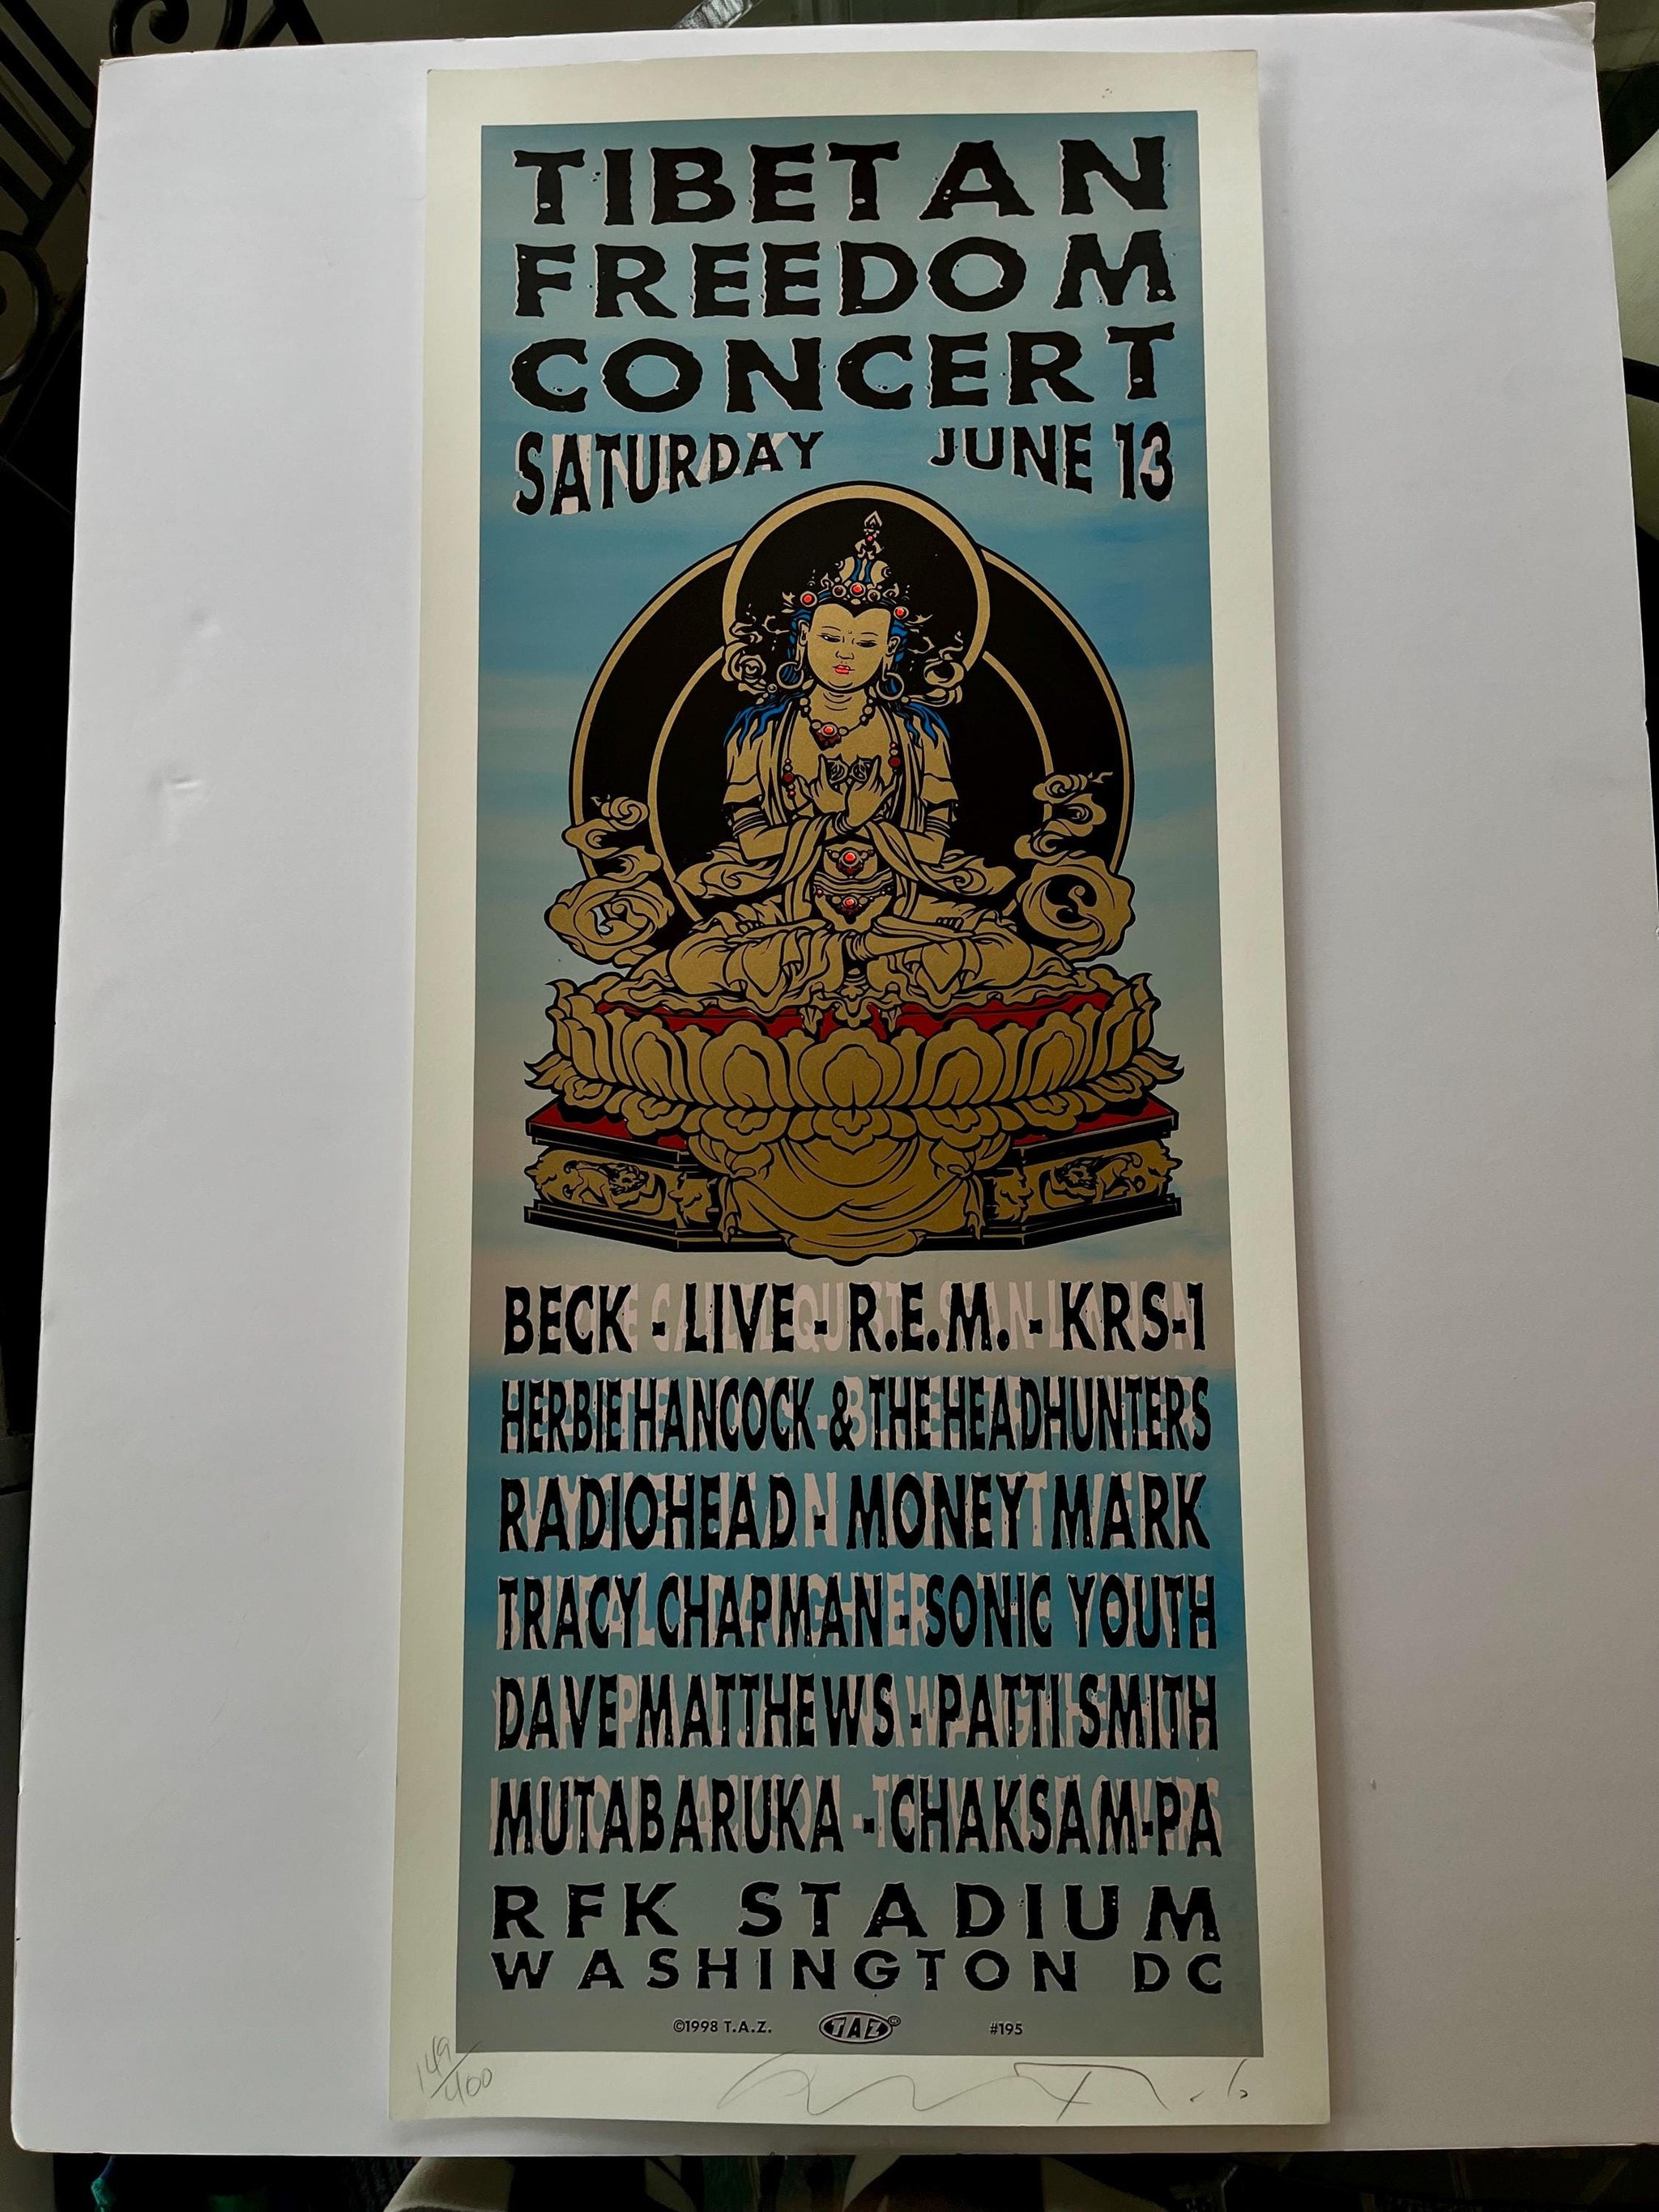 TIBETAN
FREEDOM
CONCERT
SATURDAY JUNE 13
BECK - LIVE - R.E.M. - KRS-1
HERBIE HANCOCK & THE HEADHUNTERS
RADIOHEAD - MONEY MARK
TRACY CHAPMAN - SONIC YOUTH
DAVE MATTHEWS - PATTI SMITH
MUTABARUKA - CHAKSAM-PA
RFK STADIUM
WASHINGTON DC
©1998 T.A.Z. TAZ #195
149/400